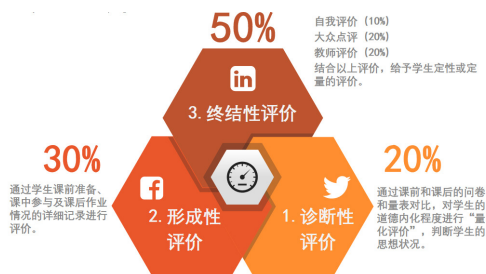 50%
自我评价 (10%)
大众点评 (20%)
教师评价 (20%)
结合以上评价，给予学生定性或定
量的评价。
in
3. 终结性评价
30%
通过学生课前准备、
课中参与及课后作业
情况的详细记录进行
评价。
f
2. 形成性
评价
20%
通过课前和课后的问卷
和量表对比，对学生的
道德内化程度进行“量
化评价”，判断学生的
思想状况。
1. 诊断性
评价